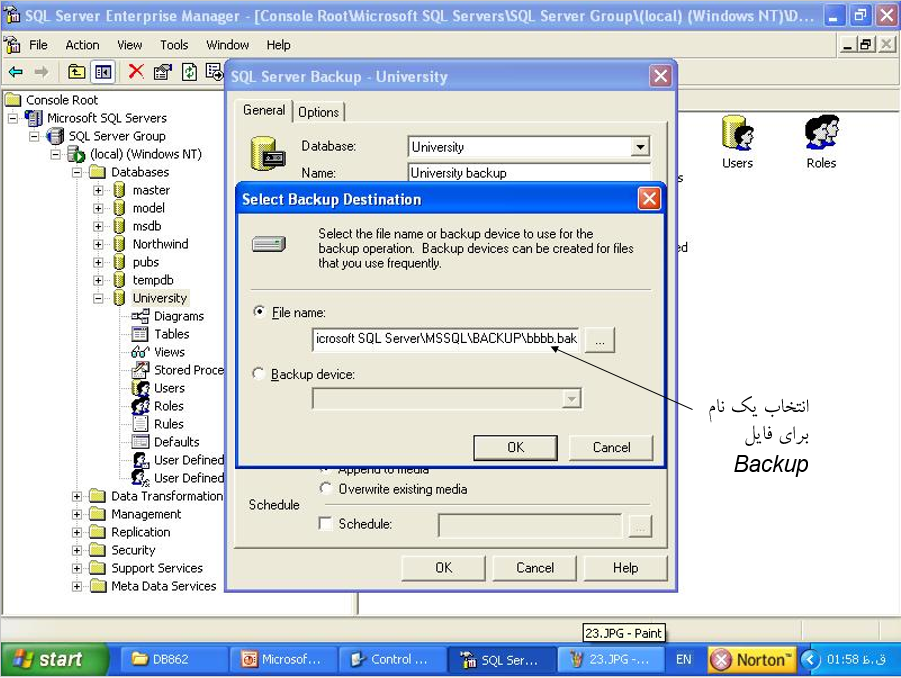 SQL Server Enterprise Manager - [Console Root\Microsoft SQL Servers\SQL Server Group\(local) (Windows NT)\D...
File Action View Tools Window Help
Console Root
Microsoft SQL Servers
SQL Server Group
(local) (Windows NT)
Databases
master
model
msdb
Northwind
pubs
tempdb
University
Diagrams
Tables
Views
Stored Proce
Users
Roles
Rules
Defaults
User Defined
User Defined
Data Transformation
Management
Replication
Security
Support Services
Meta Data Services
Users Roles
SQL Server Backup - University
General Options
Database: University
Name: University backup
Select Backup Destination
Select the file name or backup device to use for the
backup operation. Backup devices can be created for files
that you use frequently.
File name:
icrosoft SQL Server\MSSQL\BACKUP\bbbb.bak ...
Backup device:
OK Cancel
Append to media
Overwrite existing media
Schedule
Schedule: ...
OK Cancel Help
انتخاب یک نام
برای فایل
Backup
23.JPG - Paint
start DB862 Microsof... Control ... SQL Ser... 23.JPG -... EN Norton™ 01:58 ق.ظ